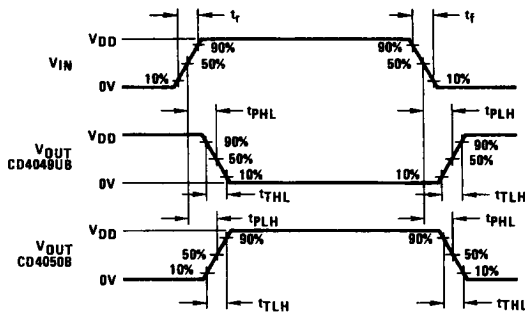 tr tf
VDD
VIN 90% 90%
50% 50%
10% 10%
0V
tPHL tPLH
VDD
VOUT 90% 90%
CD4049UB 50% 50%
10% 10%
0V
tTHL tTLH
tPLH tPHL
VDD
VOUT 90% 90%
CD4050B 50% 50%
10% 10%
0V
tTLH tTHL